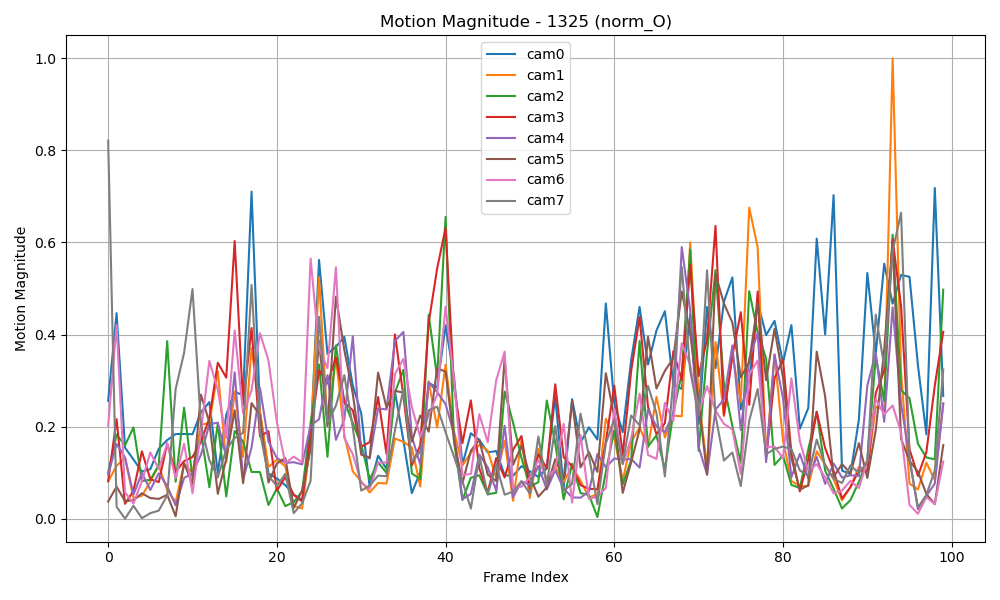 Motion Magnitude - 1325 (norm_O)
Motion Magnitude
1.0
0.8
0.6
0.4
0.2
0.0
cam0
cam1
cam2
cam3
cam4
cam5
cam6
cam7
0 20 40 60 80 100
Frame Index